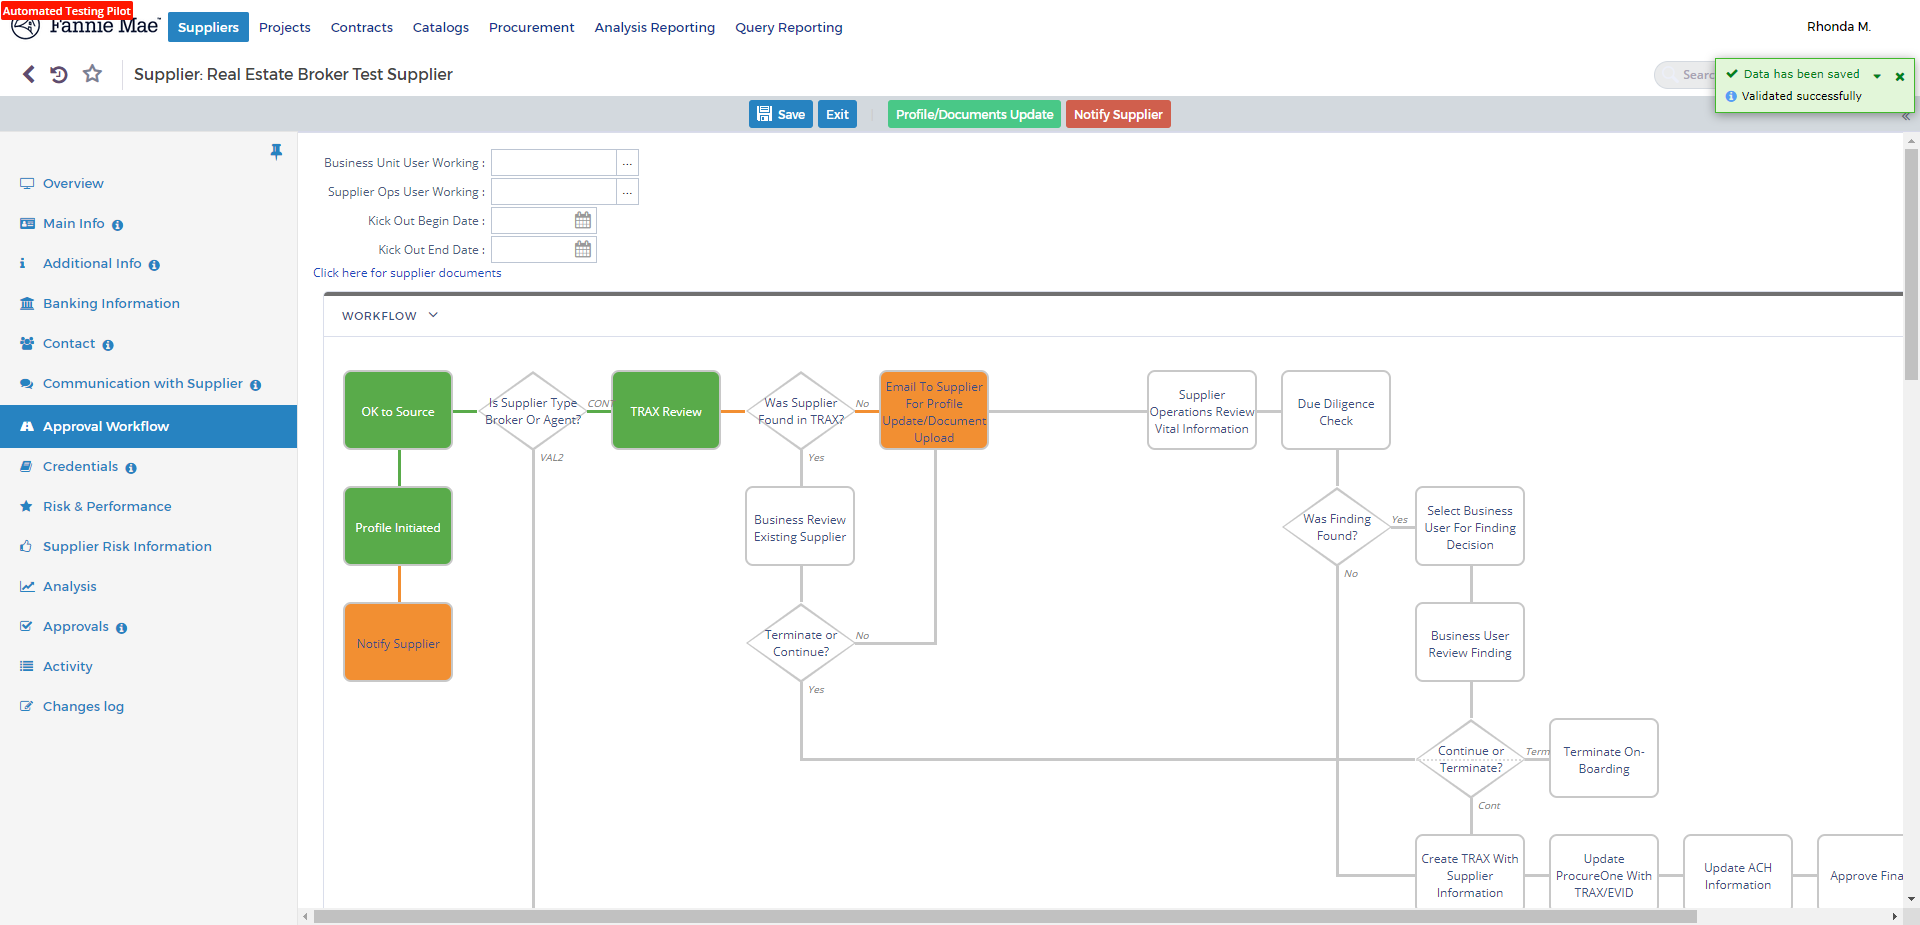 Automated Testing Pilot
Fannie Mae
Suppliers
Projects
Contracts
Catalogs
Procurement
Analysis Reporting
Query Reporting
Rhonda M.
Supplier: Real Estate Broker Test Supplier
Data has been saved
Validated successfully
Save
Exit
Profile/Documents Update
Notify Supplier
Overview
Main Info
Additional Info
Banking Information
Contact
Communication with Supplier
Approval Workflow
Credentials
Risk & Performance
Supplier Risk Information
Analysis
Approvals
Activity
Changes log
Business Unit User Working :
...
Supplier Ops User Working :
...
Kick Out Begin Date :
Kick Out End Date :
Click here for supplier documents
WORKFLOW
OK to Source
Is Supplier Type
Broker Or Agent?
CONT
VAL2
TRAX Review
Was Supplier
Found in TRAX?
No
Yes
Email To Supplier
For Profile
Update/Document
Upload
Supplier
Operations Review
Vital Information
Due Diligence
Check
Profile Initiated
Business Review
Existing Supplier
Was Finding
Found?
Yes
No
Select Business
User For Finding
Decision
Notify Supplier
Terminate or
Continue?
No
Yes
Business User
Review Finding
Continue or
Terminate?
Term
Cont
Terminate On-
Boarding
Create TRAX With
Supplier
Information
Update
ProcureOne With
TRAX/EVID
Update ACH
Information
Approve Fina